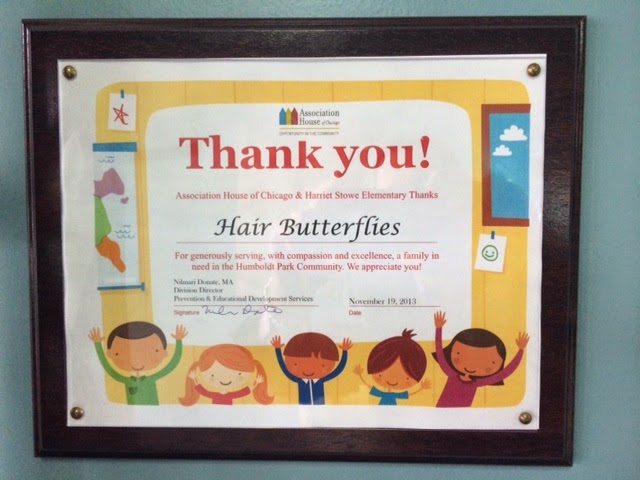 Association
House of Chicago
OPPORTUNITY IN THE COMMUNITY
Thank you!
Association House of Chicago & Harriet Stowe Elementary Thanks
Hair Butterflies
For generously serving, with compassion and excellence, a family in
need in the Humboldt Park Community. We appreciate you!
Nilmari Donate, MA
Division Director
Prevention & Educational Development Services
November 19, 2013
Signature
Date